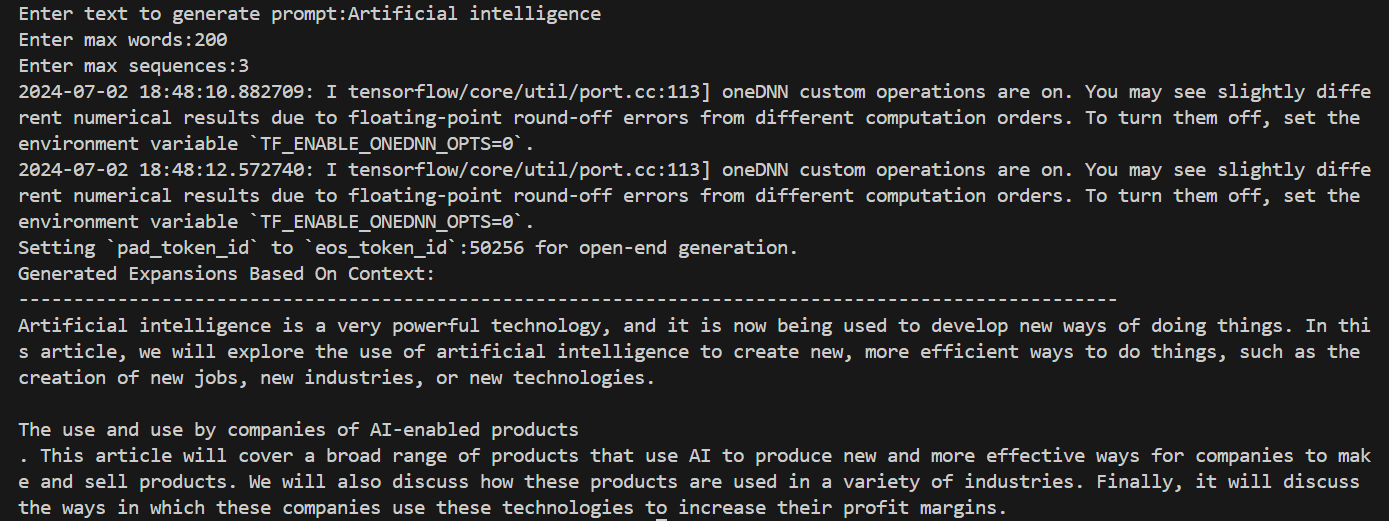 Enter text to generate prompt:Artificial intelligence
Enter max words:200
Enter max sequences:3
2024-07-02 18:48:10.882709: I tensorflow/core/util/port.cc:113] oneDNN custom operations are on. You may see slightly diffe
rent numerical results due to floating-point round-off errors from different computation orders. To turn them off, set the
environment variable `TF_ENABLE_ONEDNN_OPTS=0`.
2024-07-02 18:48:12.572740: I tensorflow/core/util/port.cc:113] oneDNN custom operations are on. You may see slightly diffe
rent numerical results due to floating-point round-off errors from different computation orders. To turn them off, set the
environment variable `TF_ENABLE_ONEDNN_OPTS=0`.
Setting `pad_token_id` to `eos_token_id`:50256 for open-end generation.
Generated Expansions Based On Context:
----------------------------------------------------------------------------------------------------
Artificial intelligence is a very powerful technology, and it is now being used to develop new ways of doing things. In thi
s article, we will explore the use of artificial intelligence to create new, more efficient ways to do things, such as the
creation of new jobs, new industries, or new technologies.
The use and use by companies of AI-enabled products
. This article will cover a broad range of products that use AI to produce new and more effective ways for companies to mak
e and sell products. We will also discuss how these products are used in a variety of industries. Finally, it will discuss
the ways in which these companies use these technologies to increase their profit margins.